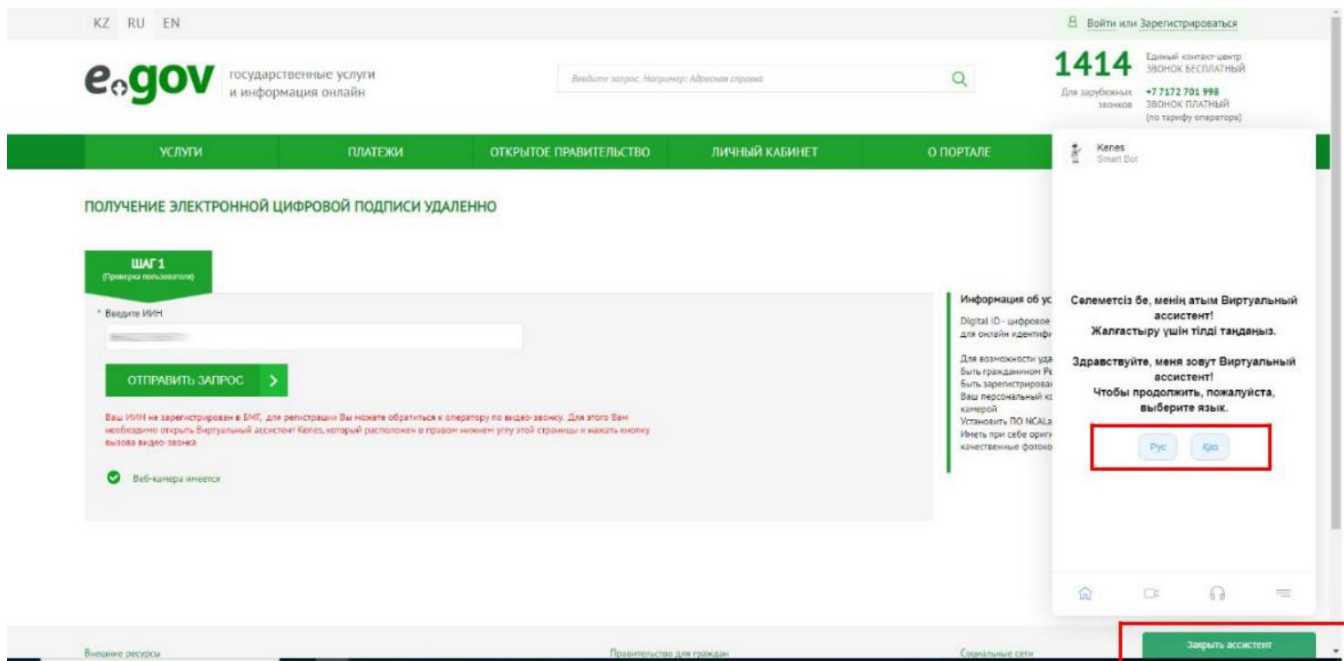 KZ RU EN
Войти или Зарегистрироваться
egov
государственные услуги
и информация онлайн
Введите запрос. Например: Адресная справка
1414
Единый контакт-центр
ЗВОНОК БЕСПЛАТНЫЙ
Для зарубежных
звонков
+7 7172 701 998
ЗВОНОК ПЛАТНЫЙ
(по тарифу оператора)
УСЛУГИ ПЛАТЕЖИ ОТКРЫТОЕ ПРАВИТЕЛЬСТВО ЛИЧНЫЙ КАБИНЕТ О ПОРТАЛЕ
ПОЛУЧЕНИЕ ЭЛЕКТРОННОЙ ЦИФРОВОЙ ПОДПИСИ УДАЛЕННО
ШАГ 1
(Проверка пользователя)
* Введите ИИН
ОТПРАВИТЬ ЗАПРОС
Ваш ИИН не зарегистрирован в БМГ, для регистрации Вы можете обратиться к оператору по видео-звонку. Для этого Вам
необходимо открыть Виртуальный ассистент Kenes, который расположен в правом нижнем углу этой страницы и нажать кнопку
вызова видео-звонка
Веб-камера имеется
Информация об ус
Digital ID - цифровое
для онлайн идентифи
Для возможности уда
Быть гражданином Р
Быть зарегистрирован
Ваш персональный к
камерой
Установить ПО NCALa
Иметь при себе ориги
качественные фотоко
Kenes
Smart Bot
Сәлеметсіз бе, менің атым Виртуальный
ассистент!
Жалғастыру үшін тілді таңдаңыз.
Здравствуйте, меня зовут Виртуальный
ассистент!
Чтобы продолжить, пожалуйста,
выберите язык.
Рус Қаз
Закрыть ассистент
Внешние ресурсы Правительство для граждан Социальные сети